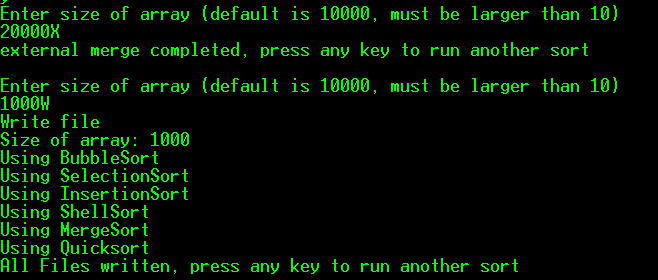 Enter size of array (default is 10000, must be larger than 10)
20000X
external merge completed, press any key to run another sort
Enter size of array (default is 10000, must be larger than 10)
1000W
Write file
Size of array: 1000
Using BubbleSort
Using SelectionSort
Using InsertionSort
Using ShellSort
Using MergeSort
Using Quicksort
All Files written, press any key to run another sort